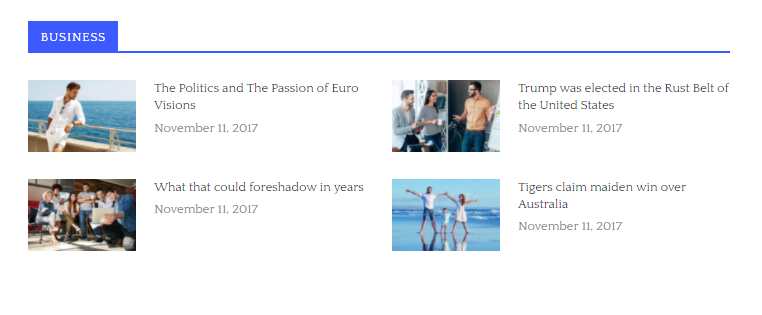 BUSINESS
The Politics and The Passion of Euro
Visions
November 11, 2017
Trump was elected in the Rust Belt of
the United States
November 11, 2017
What that could foreshadow in years
November 11, 2017
Tigers claim maiden win over
Australia
November 11, 2017